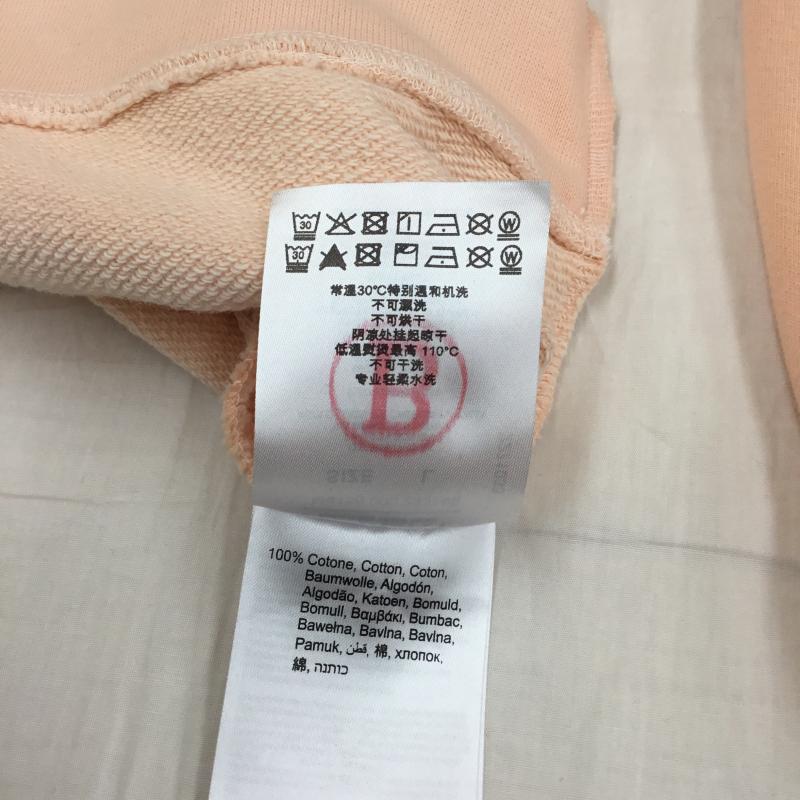 30 W
30 W
常温30°C特别温和机洗
不可漂洗
不可烘干
阴凉处挂起晾干
低温熨烫最高 110°C
不可干洗
专业轻柔水洗
B
SIZE L
100% Cotone, Cotton, Coton,
Baumwolle, Algodón,
Algodão, Katoen, Bomuld,
Bomull, Βαμβάκι, Bumbac,
Bawełna, Bavlna, Bavlna,
Pamuk, قطن, 棉, хлопок,
綿, כותנה